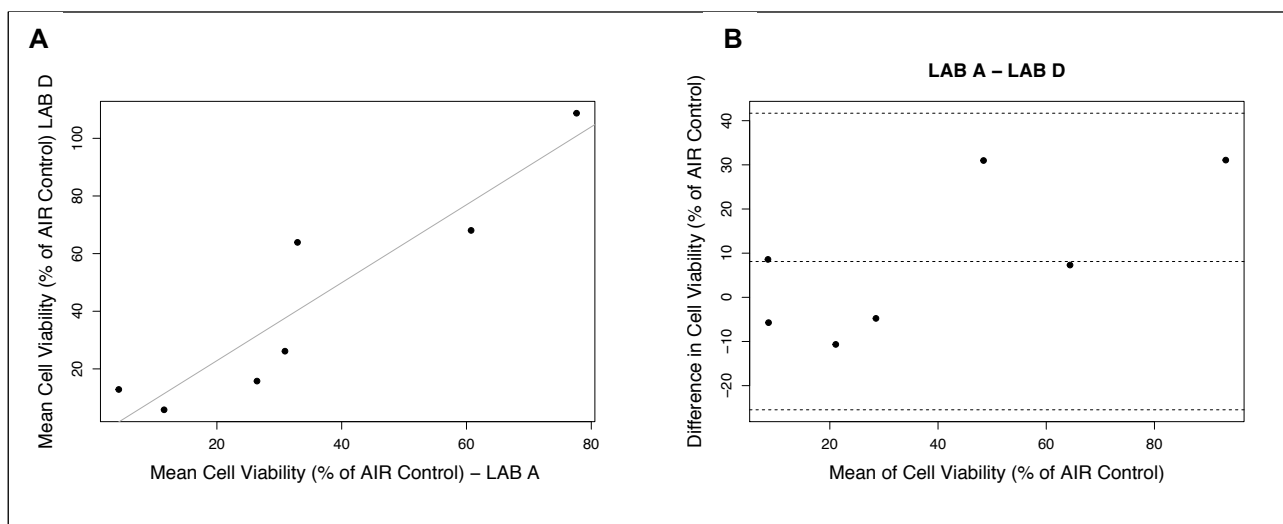 A
Mean Cell Viability (% of AIR Control) LAB D
20
40
60
80
100
20
40
60
80
Mean Cell Viability (% of AIR Control) – LAB A
B
LAB A – LAB D
Difference in Cell Viability (% of AIR Control)
−20
−10
0
10
20
30
40
20
40
60
80
Mean of Cell Viability (% of AIR Control)